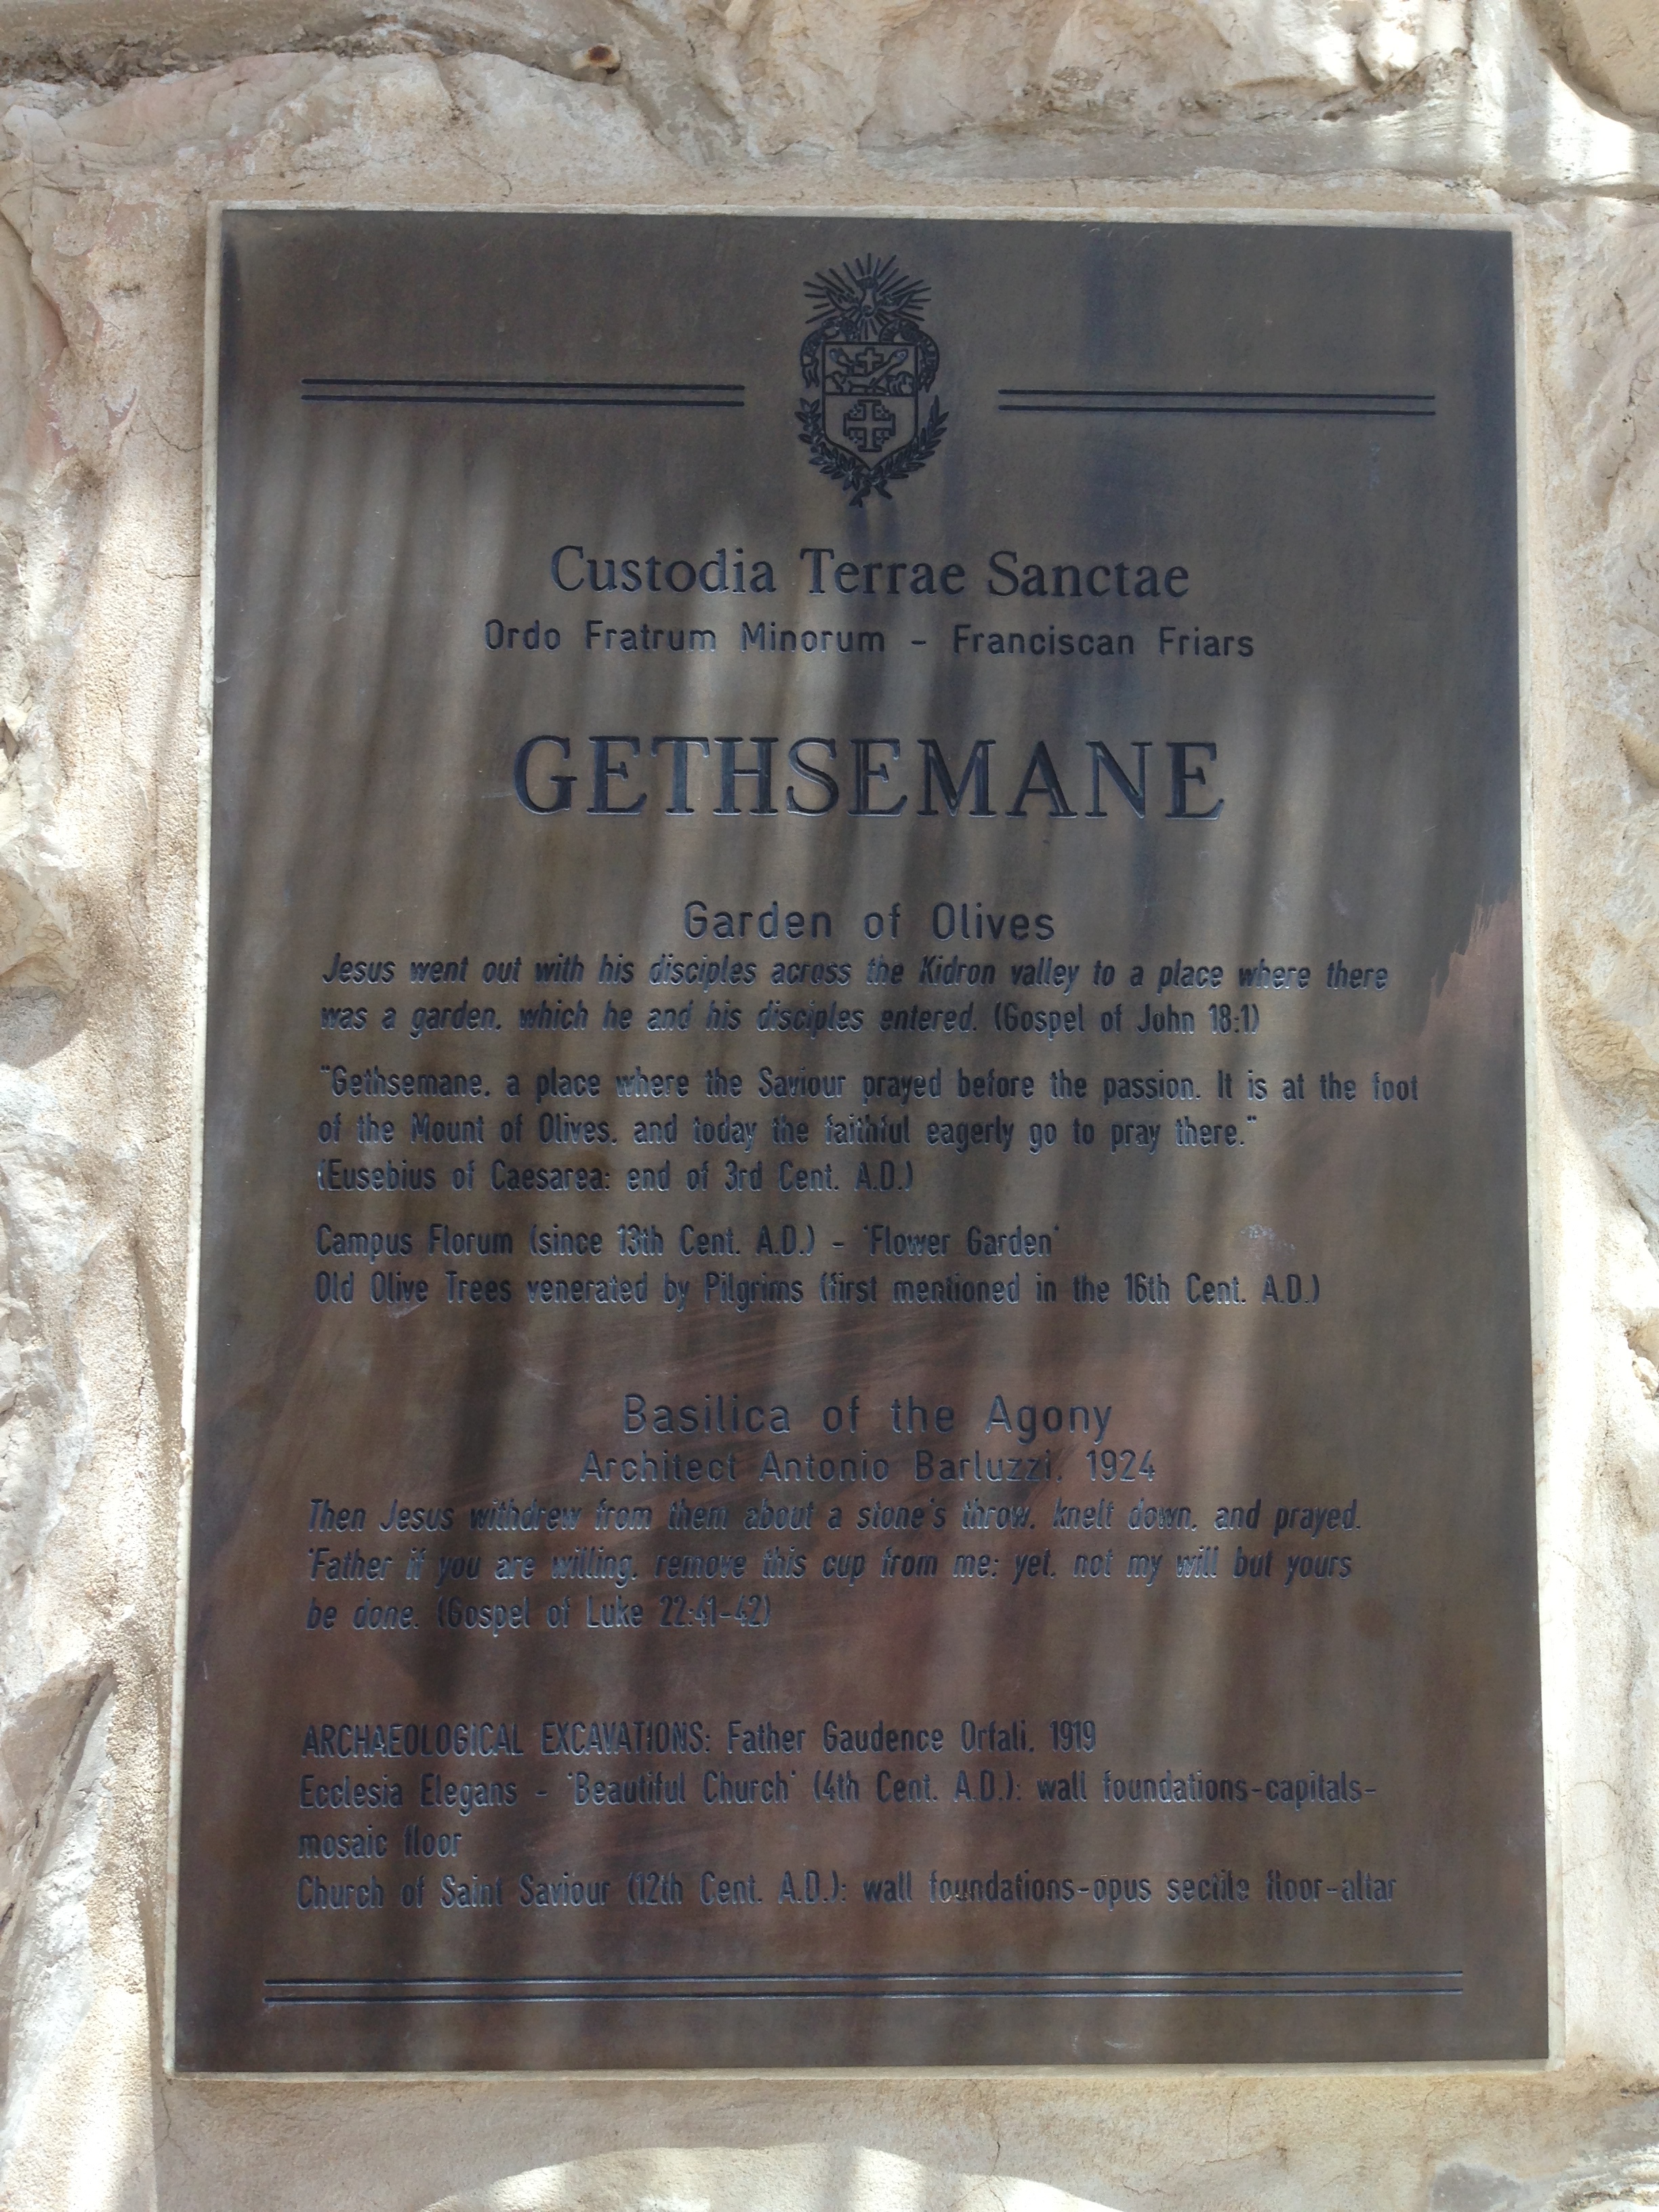 Custodia Terrae Sanctae
Ordo Fratrum Minorum - Franciscan Friars
GETHSEMANE
Garden of Olives
Jesus went out with his disciples across the Kidron valley to a place where there
was a garden, which he and his disciples entered. (Gospel of John 18:1)
"Gethsemane, a place where the Saviour prayed before the passion. It is at the foot
of the Mount of Olives, and today the faithful eagerly go to pray there."
(Eusebius of Caesarea: end of 3rd Cent. A.D.)
Campus Florum (since 13th Cent. A.D.) - 'Flower Garden'
Old Olive Trees venerated by Pilgrims (first mentioned in the 16th Cent. A.D.)
Basilica of the Agony
Architect Antonio Barluzzi, 1924
Then Jesus withdrew from them about a stone's throw, knelt down, and prayed.
'Father if you are willing, remove this cup from me; yet, not my will but yours
be done. (Gospel of Luke 22:41-42)
ARCHAEOLOGICAL EXCAVATIONS: Father Gaudence Orfali, 1919
Ecclesia Elegans - 'Beautiful Church' (4th Cent. A.D.): wall foundations-capitals-
mosaic floor
Church of Saint Saviour (12th Cent. A.D.): wall foundations-opus sectile floor-altar